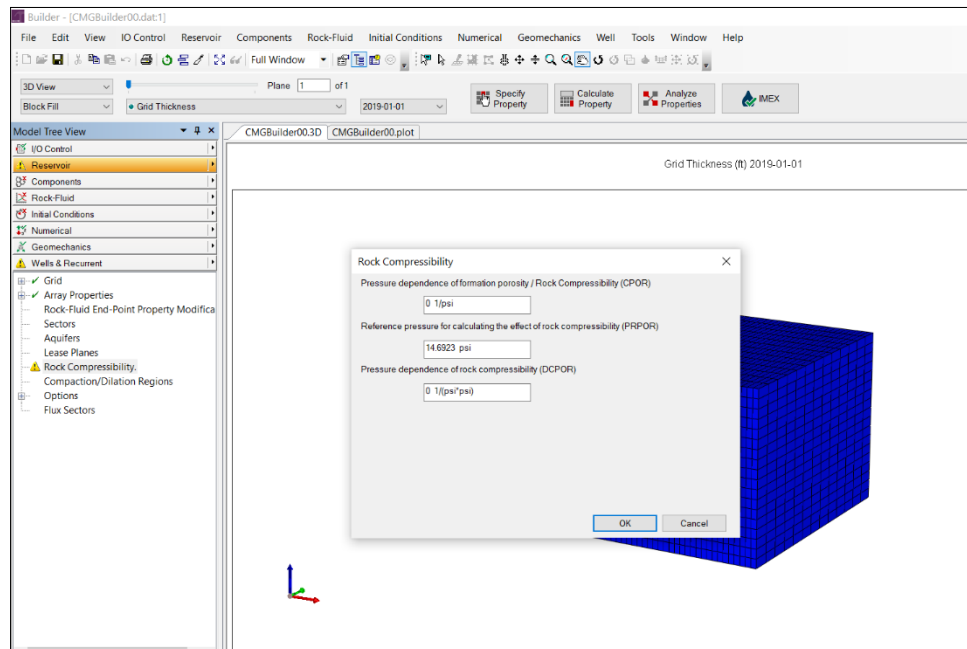 Builder - [CMGBuilder00.dat:1]
File Edit View IO Control Reservoir Components Rock-Fluid Initial Conditions Numerical Geomechanics Well Tools Window Help
Full Window
3D View Plane 1 of 1
Block Fill Grid Thickness 2019-01-01
Specify Property
Calculate Property
Analyze Properties
IMEX
Model Tree View
CMGBuilder00.3D CMGBuilder00.plot
I/O Control
Reservoir
Components
Rock-Fluid
Initial Conditions
Numerical
Geomechanics
Wells & Recurrent
Grid
Array Properties
Rock-Fluid End-Point Property Modifica
Sectors
Aquifers
Lease Planes
Rock Compressibility.
Compaction/Dilation Regions
Options
Flux Sectors
Grid Thickness (ft) 2019-01-01
Rock Compressibility
Pressure dependence of formation porosity / Rock Compressibility (CPOR)
0 1/psi
Reference pressure for calculating the effect of rock compressibility (PRPOR)
14.6923 psi
Pressure dependence of rock compressibility (DCPOR)
0 1/(psi*psi)
OK Cancel